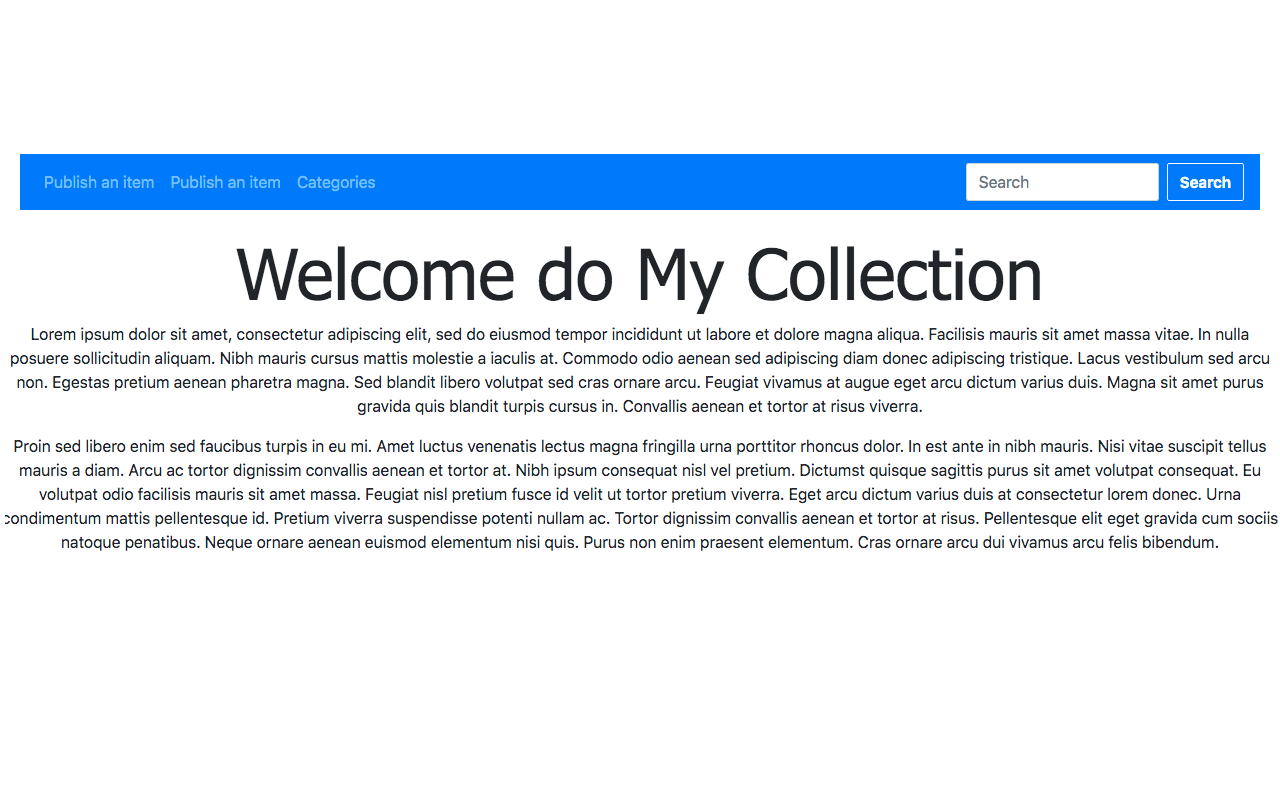 Publish an item Publish an item Categories Search Search
Welcome do My Collection
Lorem ipsum dolor sit amet, consectetur adipiscing elit, sed do eiusmod tempor incididunt ut labore et dolore magna aliqua. Facilisis mauris sit amet massa vitae. In nulla
posuere sollicitudin aliquam. Nibh mauris cursus mattis molestie a iaculis at. Commodo odio aenean sed adipiscing diam donec adipiscing tristique. Lacus vestibulum sed arcu
non. Egestas pretium aenean pharetra magna. Sed blandit libero volutpat sed cras ornare arcu. Feugiat vivamus at augue eget arcu dictum varius duis. Magna sit amet purus
gravida quis blandit turpis cursus in. Convallis aenean et tortor at risus viverra.
Proin sed libero enim sed faucibus turpis in eu mi. Amet luctus venenatis lectus magna fringilla urna porttitor rhoncus dolor. In est ante in nibh mauris. Nisi vitae suscipit tellus
mauris a diam. Arcu ac tortor dignissim convallis aenean et tortor at. Nibh ipsum consequat nisl vel pretium. Dictumst quisque sagittis purus sit amet volutpat consequat. Eu
volutpat odio facilisis mauris sit amet massa. Feugiat nisl pretium fusce id velit ut tortor pretium viverra. Eget arcu dictum varius duis at consectetur lorem donec. Urna
condimentum mattis pellentesque id. Pretium viverra suspendisse potenti nullam ac. Tortor dignissim convallis aenean et tortor at risus. Pellentesque elit eget gravida cum sociis
natoque penatibus. Neque ornare aenean euismod elementum nisi quis. Purus non enim praesent elementum. Cras ornare arcu dui vivamus arcu felis bibendum.